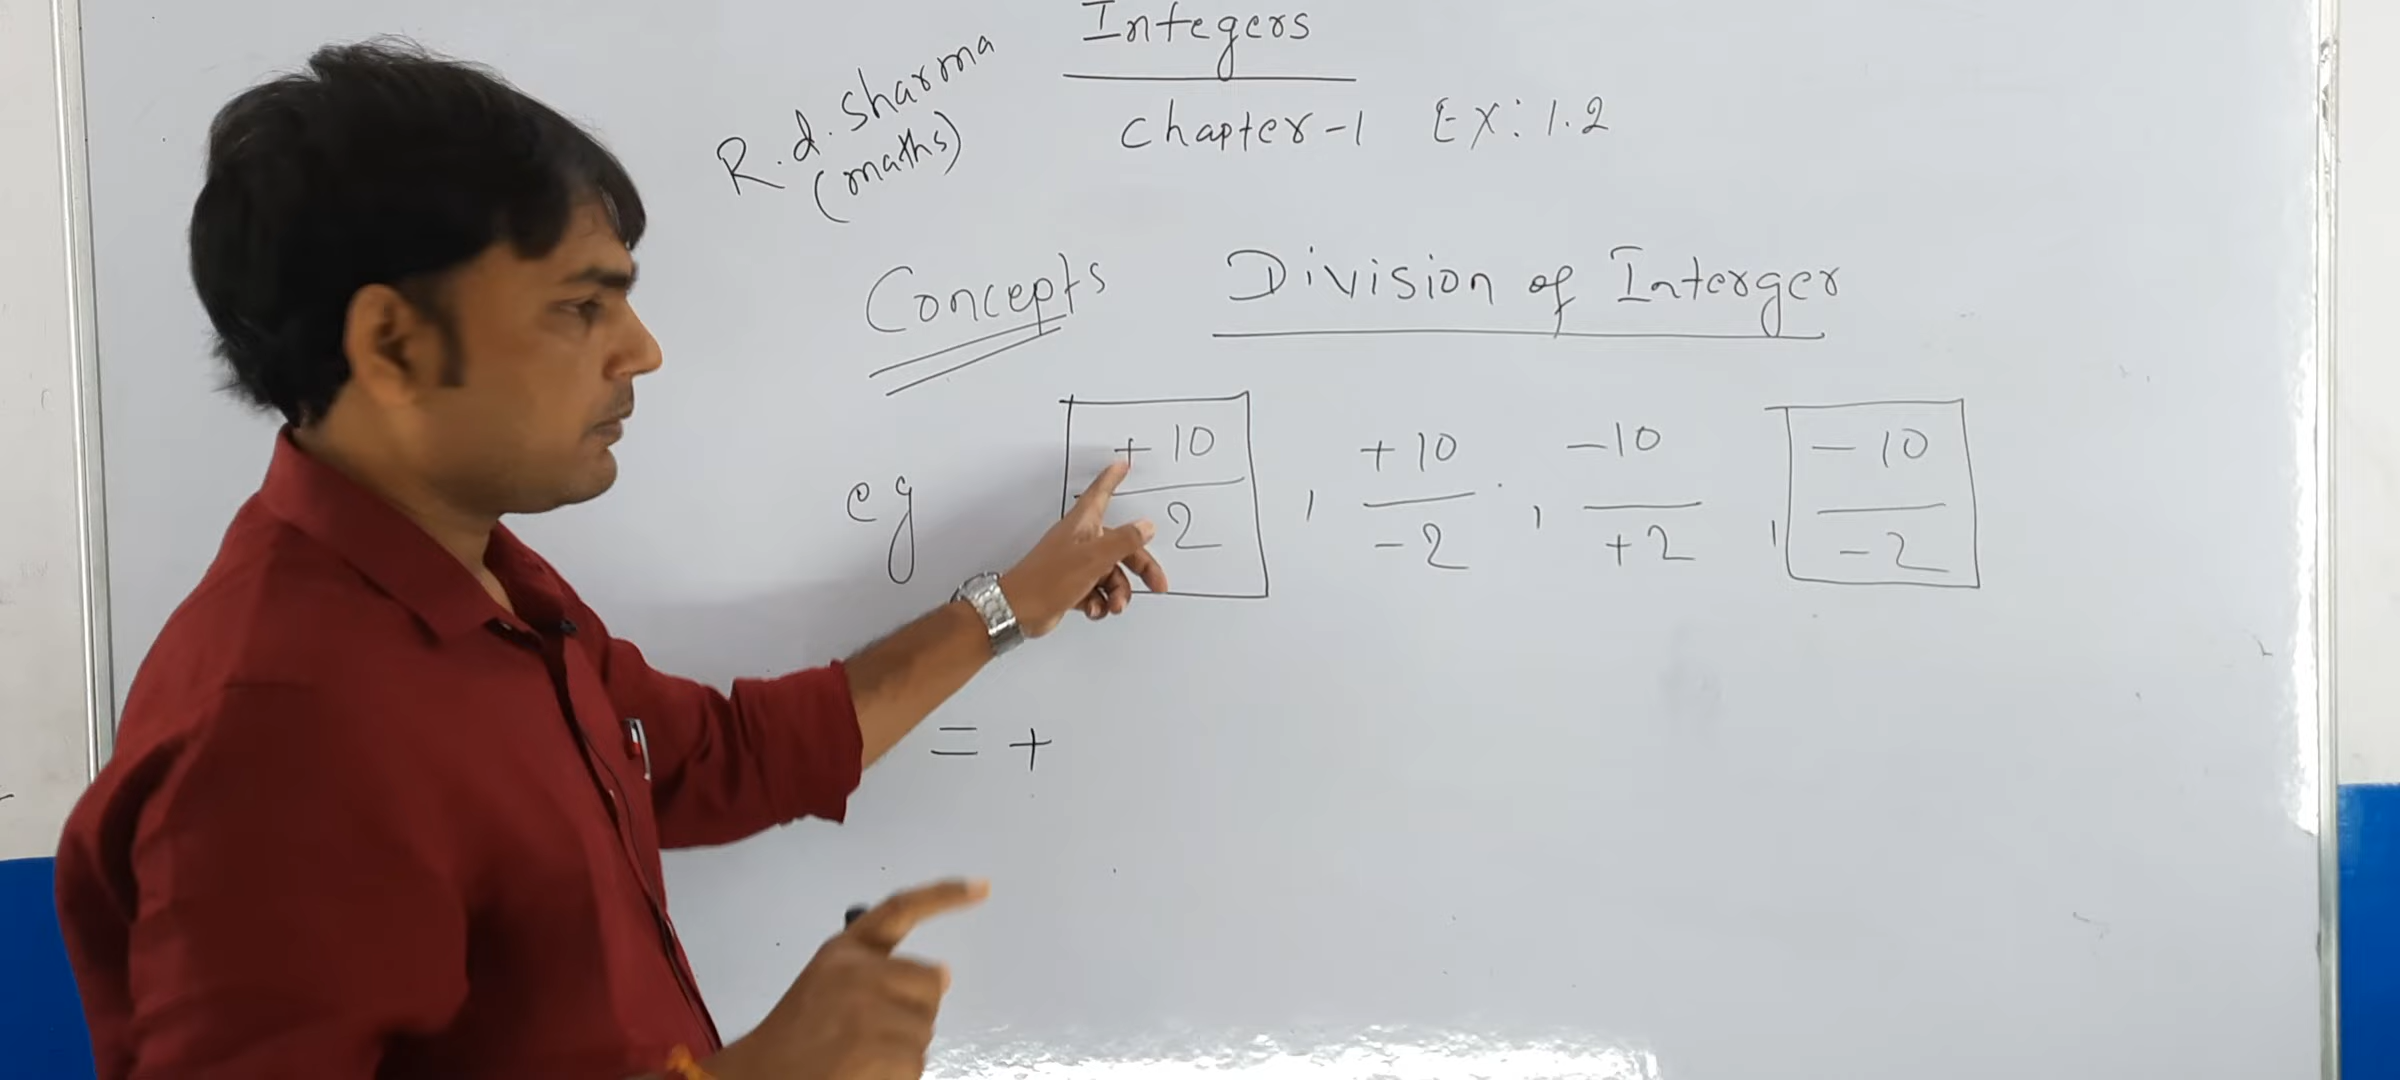 Integers
R.d. Sharma
(maths)
Chapter-1 EX: 1.2
Concepts Division of Interger
eg +10/2 , +10/-2 , -10/+2 , -10/-2
= +